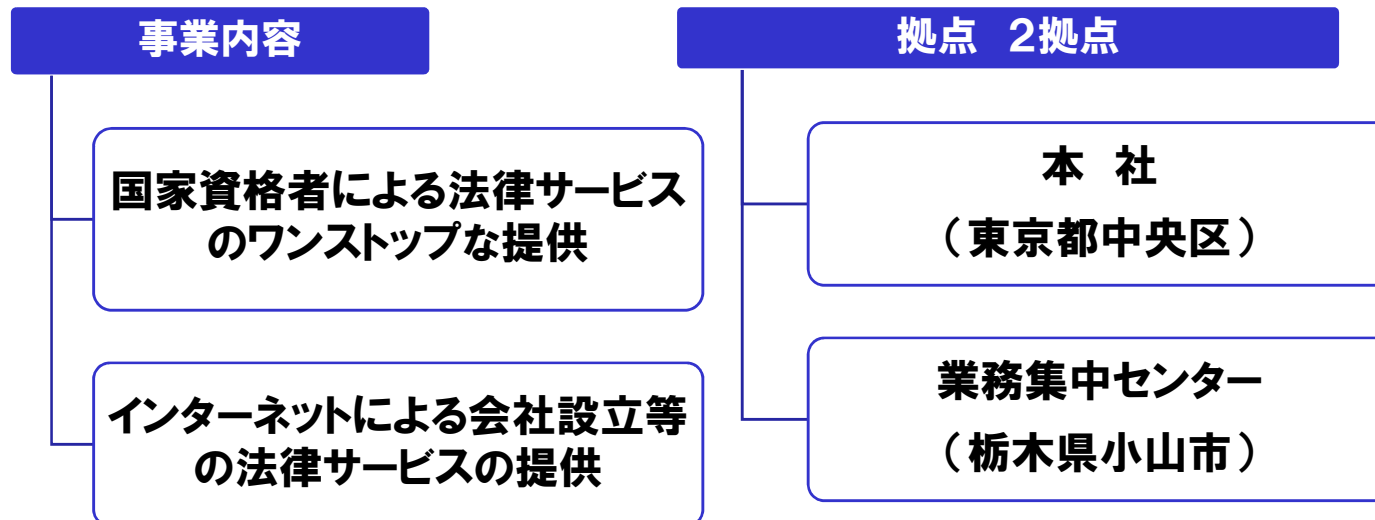 事業内容
国家資格者による法律サービス
のワンストップな提供
インターネットによる会社設立等
の法律サービスの提供
拠点　2拠点
本　社
（東京都中央区）
業務集中センター
（栃木県小山市）